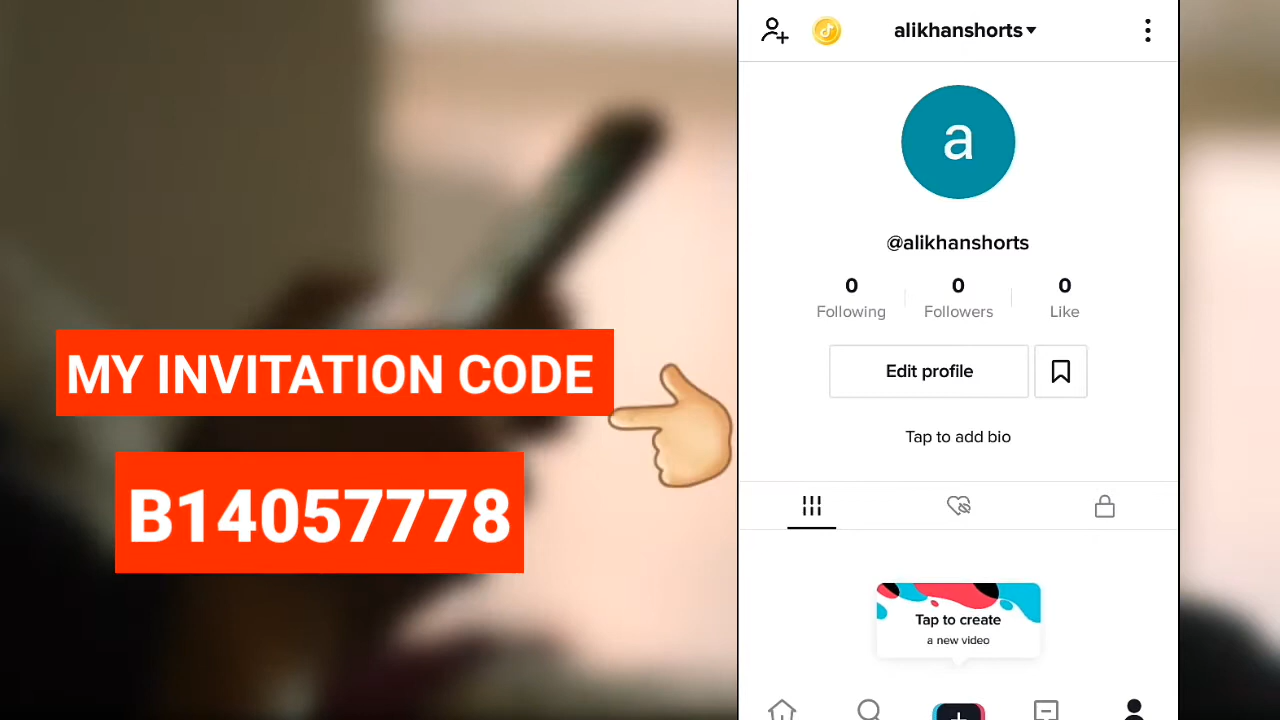 MY INVITATION CODE
B14057778
alikhanshorts
a
@alikhanshorts
0 0 0
Following Followers Like
Edit profile
Tap to add bio
Tap to create
a new video